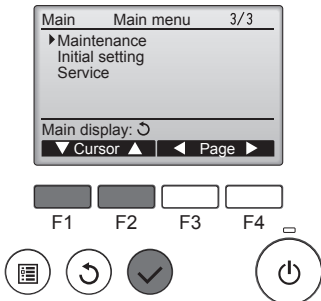 Main Main menu 3/3
Maintenance
Initial setting
Service
Main display:
▼ Cursor ▲ ◀ Page ▶
F1 F2 F3 F4